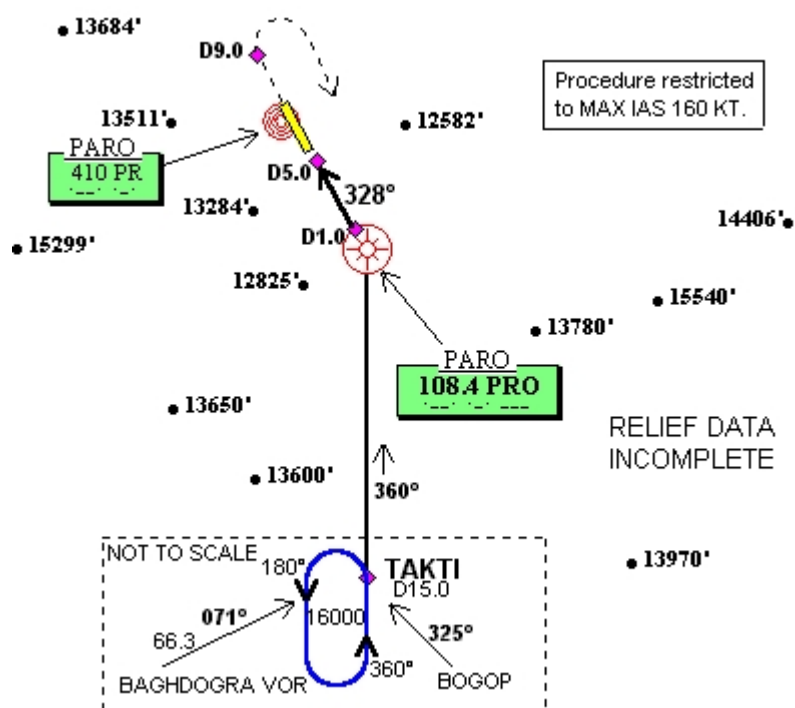 13684'
D9.0
Procedure restricted
to MAX IAS 160 KT.
13511'
12582'
PARO
410 PR
D5.0
328°
13284'
D1.0
14406'
15299'
12825'
15540'
13780'
PARO
108.4 PRO
13650'
RELIEF DATA
INCOMPLETE
13600'
360°
NOT TO SCALE
180°
TAKTI
D15.0
13970'
071°
16000
325°
66.3
360°
BAGHDOGRA VOR
BOGOP